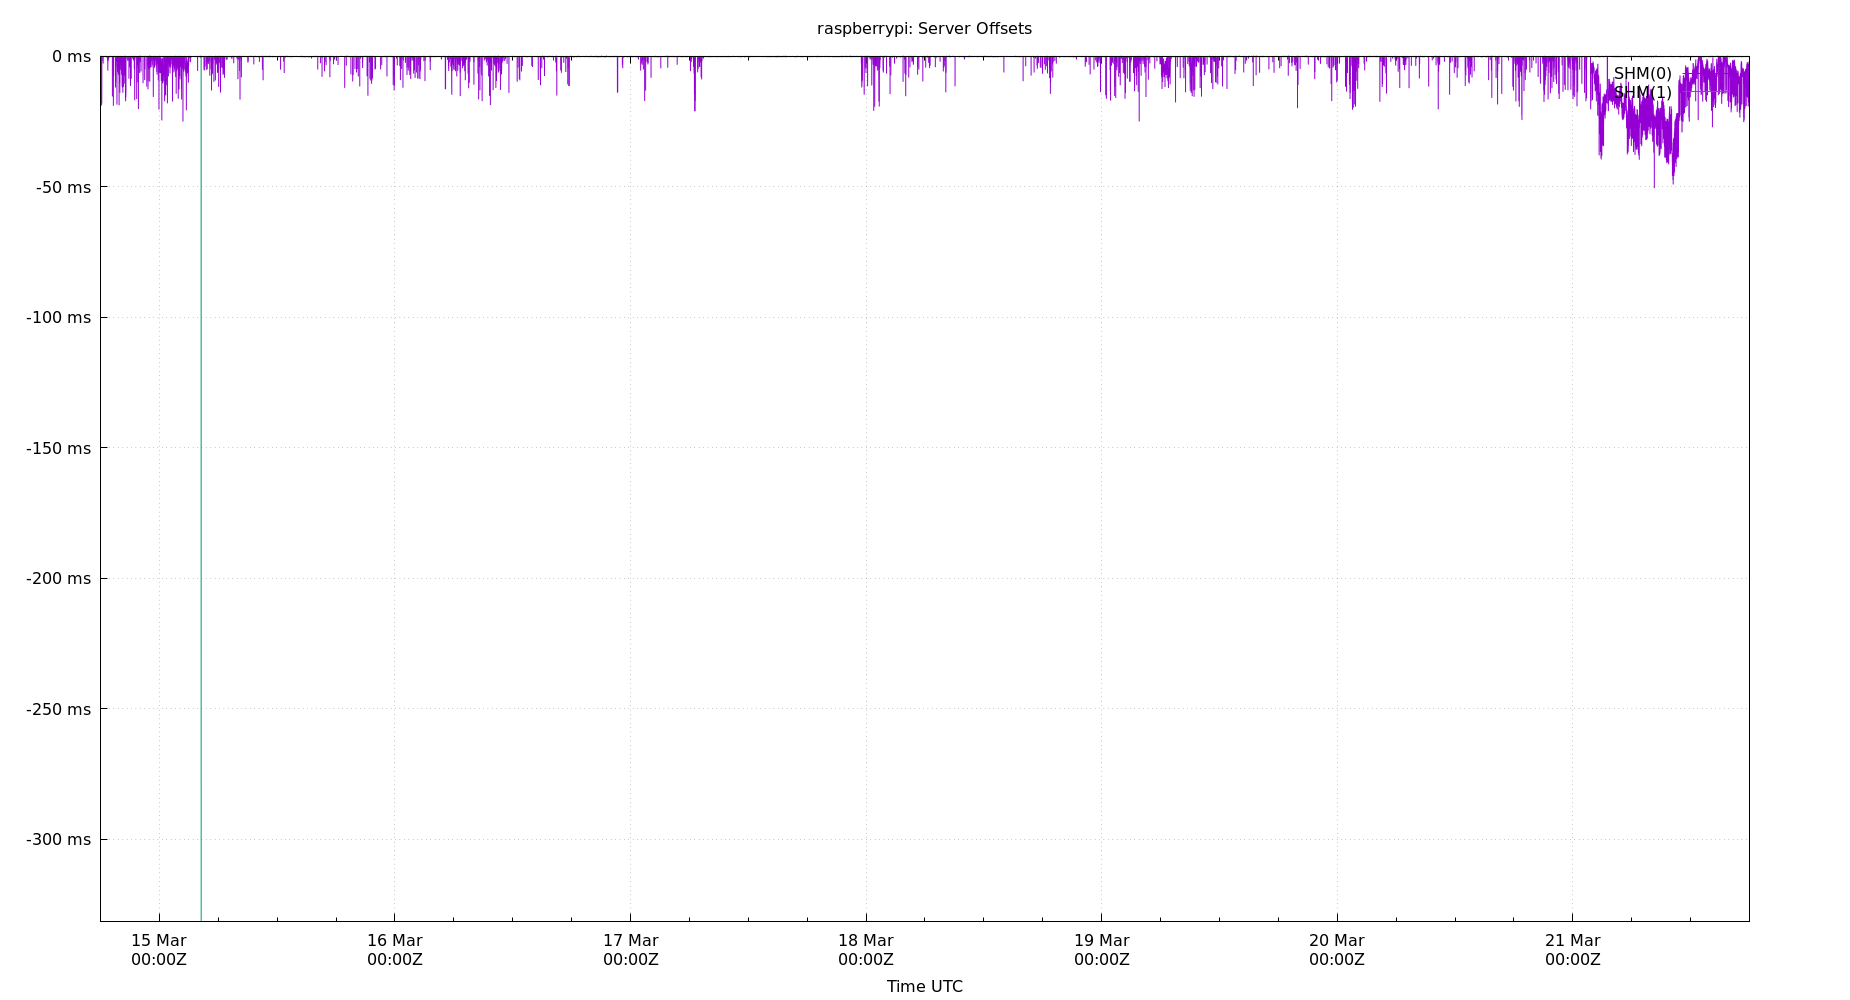 raspberrypi: Server Offsets
0 ms
SHM(0)
SHM(1)
-50 ms
-100 ms
-150 ms
-200 ms
-250 ms
-300 ms
15 Mar 16 Mar 17 Mar 18 Mar 19 Mar 20 Mar 21 Mar
00:00Z 00:00Z 00:00Z 00:00Z 00:00Z 00:00Z 00:00Z
Time UTC